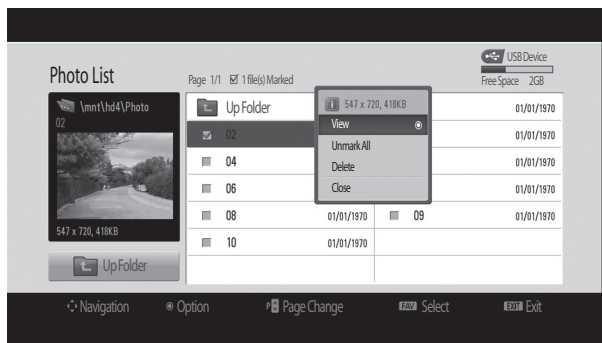 USB Device
Photo List
Page 1/1 1 file(s) Marked
Free Space 2GB
\mnt\hd4\Photo
02
547 x 720, 418KB
Up Folder
Up Folder
547 x 720, 418KB
View
Unmark All
Delete
Close
01/01/1970
02
01/01/1970
04
01/01/1970
06
01/01/1970
08 01/01/1970 09 01/01/1970
10 01/01/1970
Navigation Option P Page Change FAV Select EXIT Exit